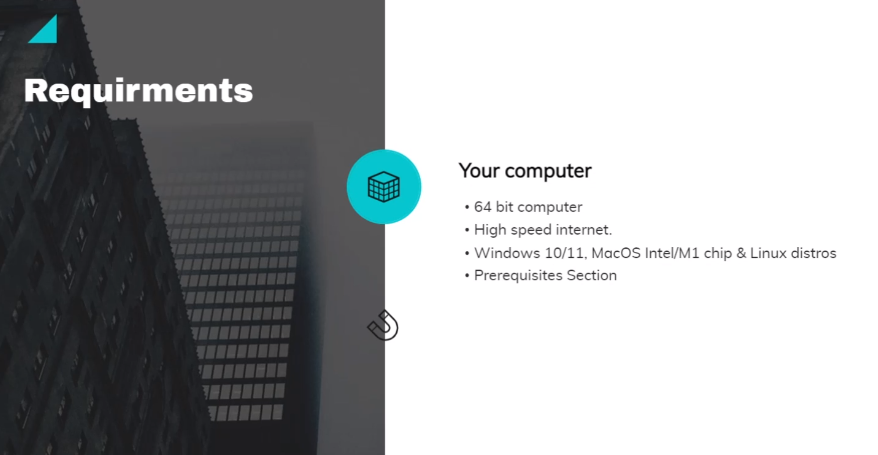 Requirments
Your computer
• 64 bit computer
• High speed internet.
• Windows 10/11, MacOS Intel/M1 chip & Linux distros
• Prerequisites Section